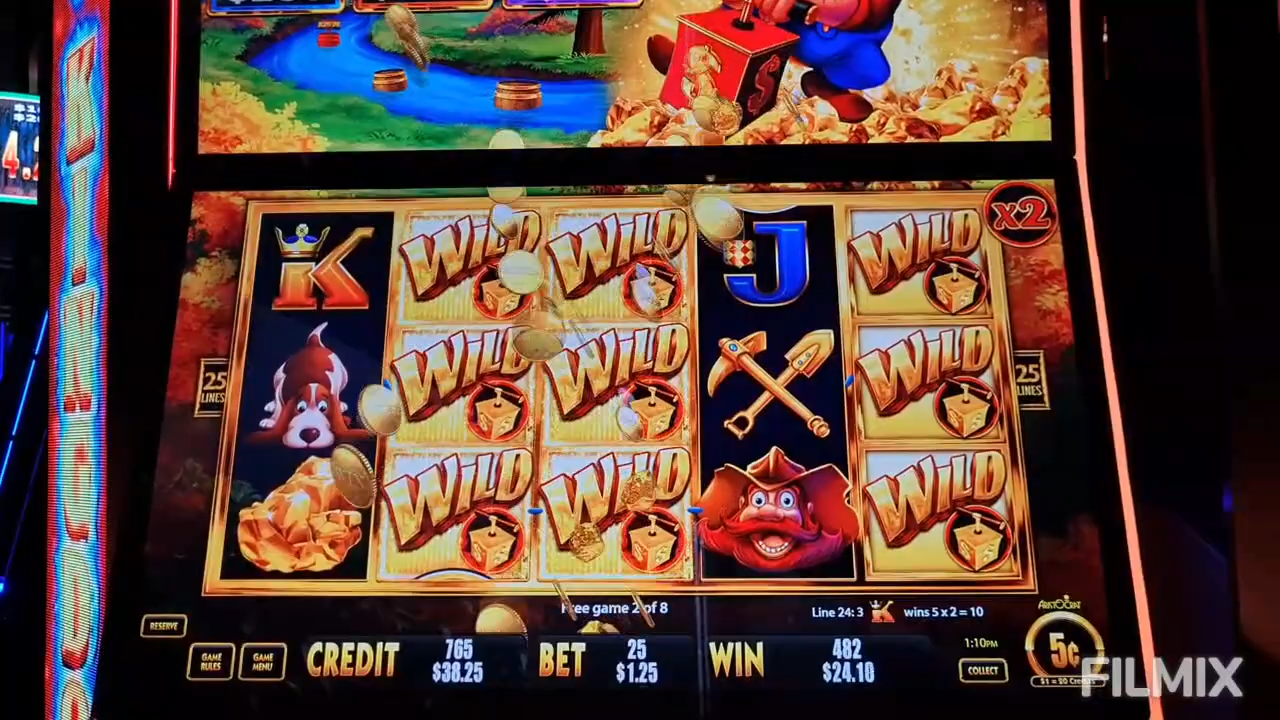 x2
K
WILD
WILD
J
WILD
WILD
WILD
WILD
WILD
WILD
WILD
25
LINES
25
LINES
Free game 2 of 8
Line 24: 3 K wins 5 x 2 = 10
ARISTOCRAT
RESERVE
GAME
RULES
GAME
MENU
CREDIT
765
$38.25
BET
25
$1.25
WIN
482
$24.10
1:10PM
COLLECT
5¢
$1 = 20 Credits
FILMIX